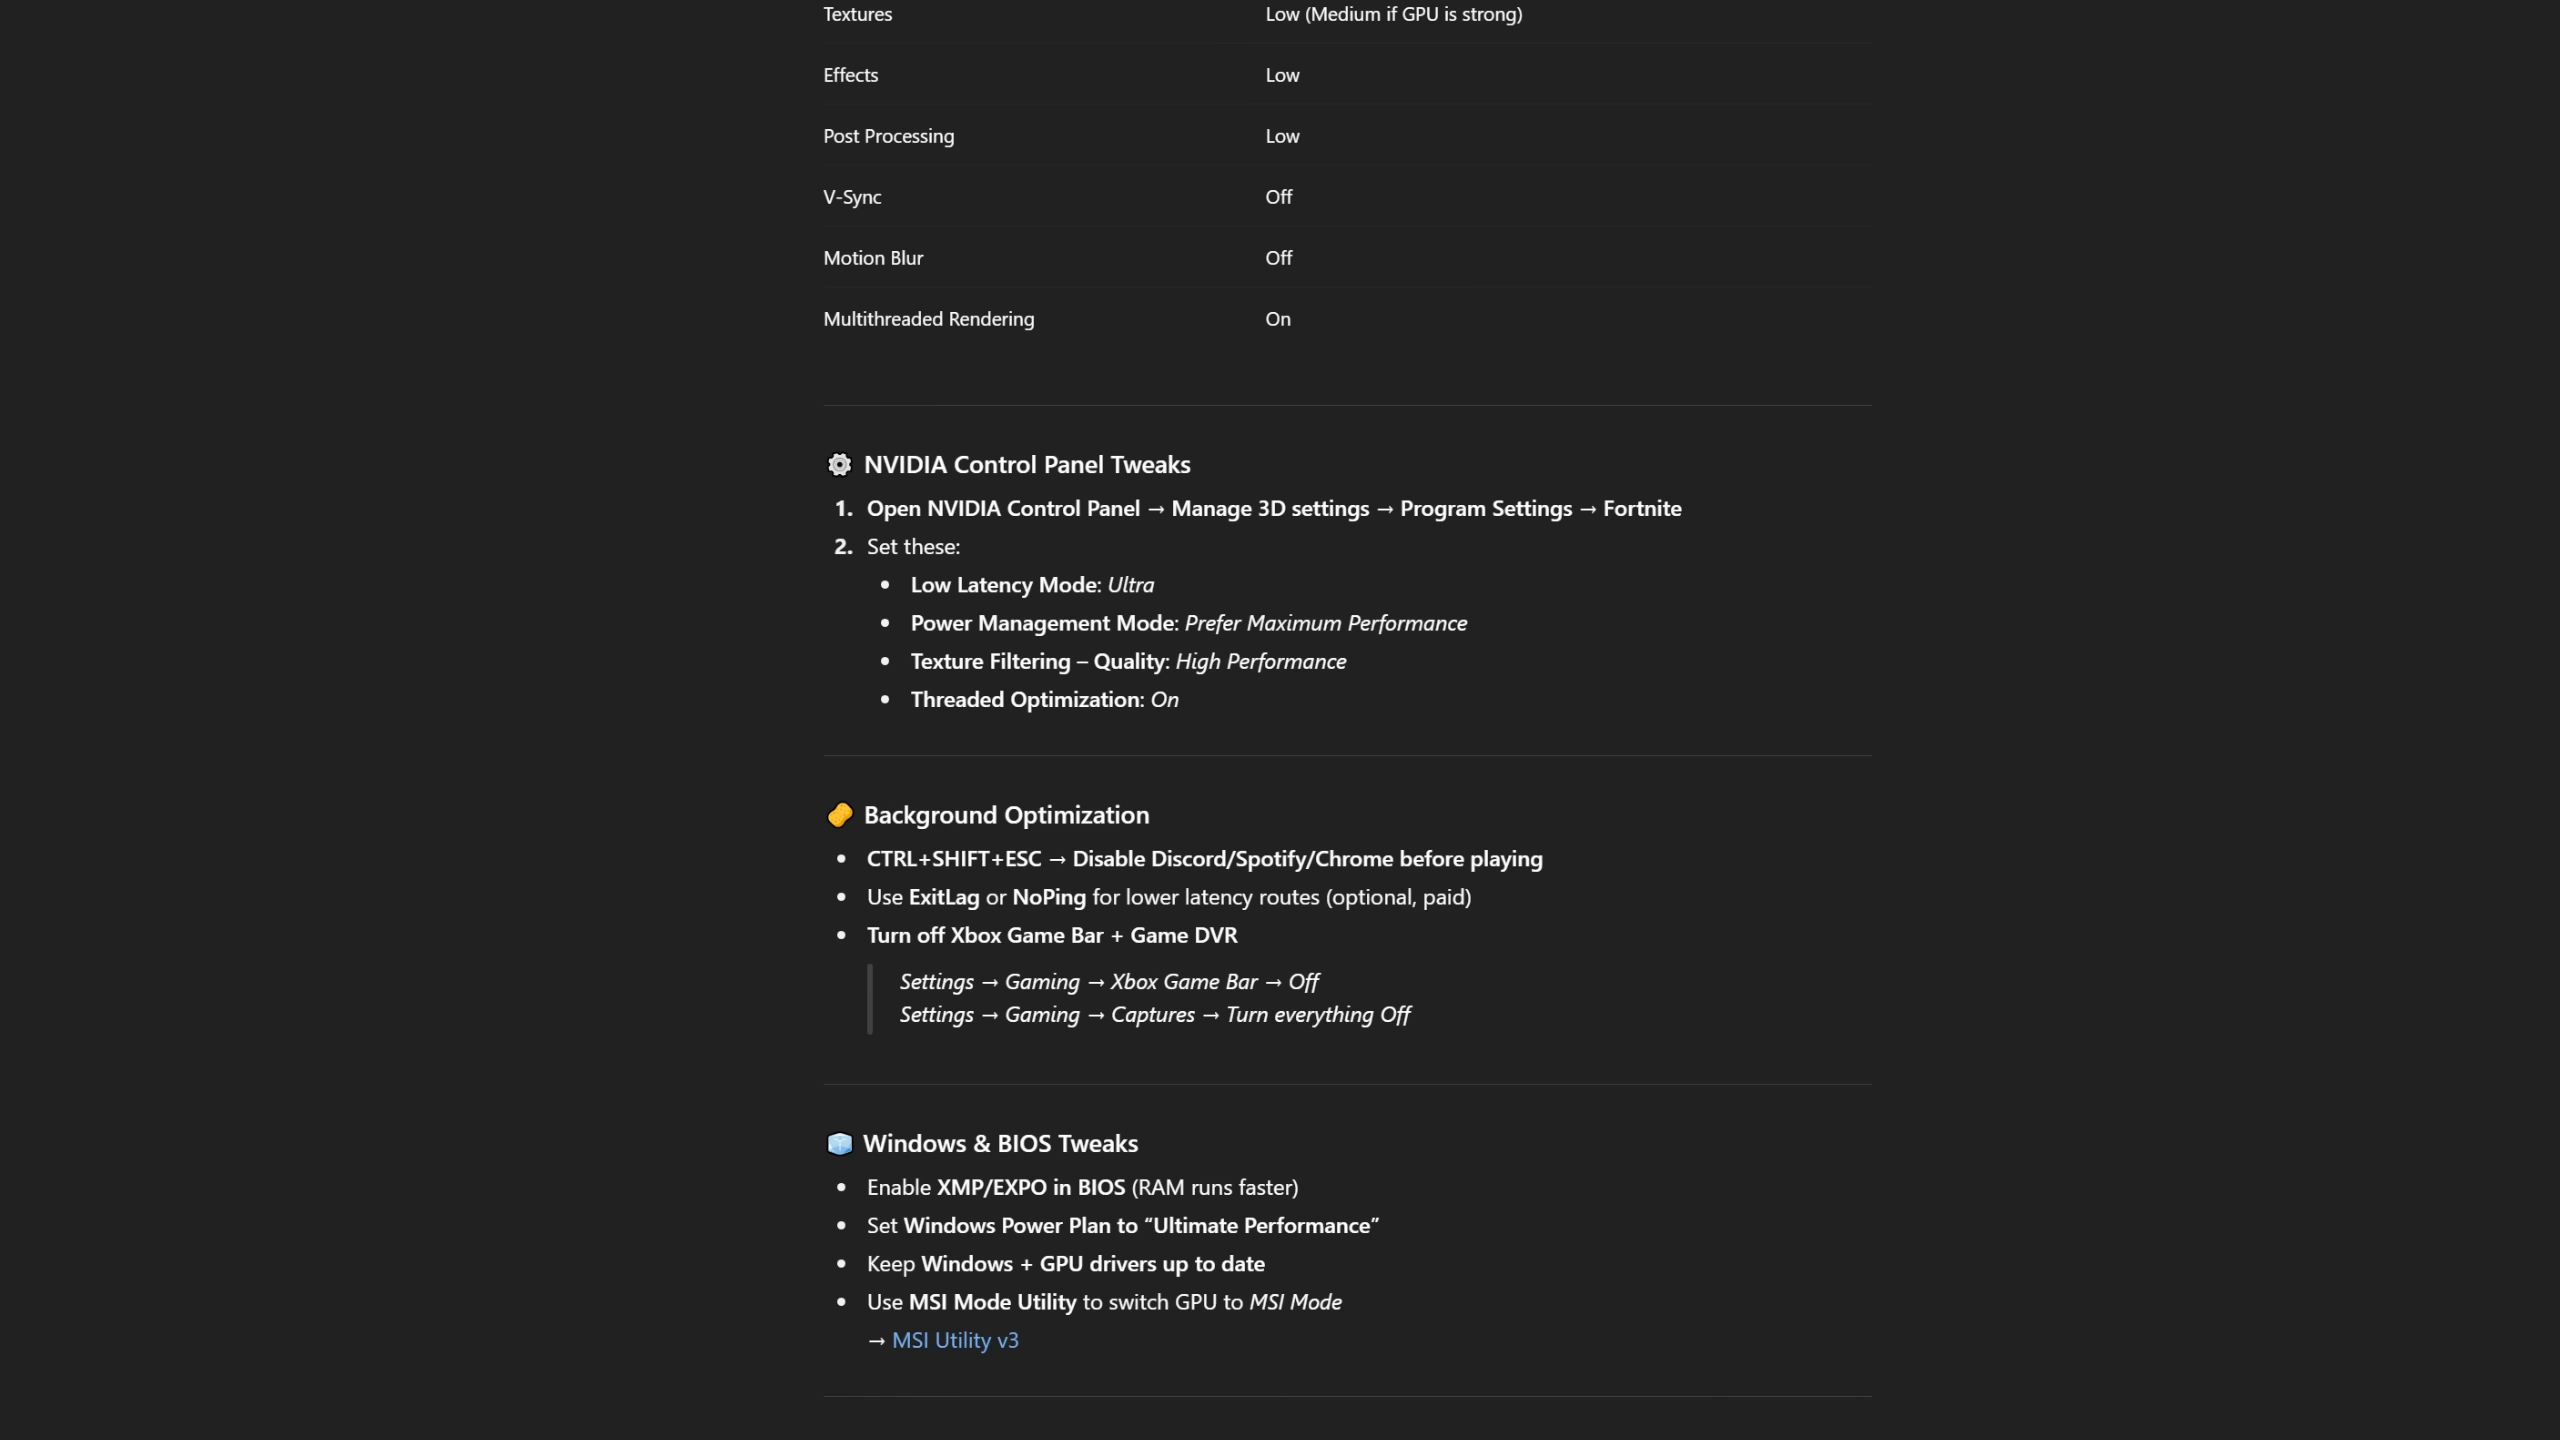 Textures Low (Medium if GPU is strong)
Effects Low
Post Processing Low
V-Sync Off
Motion Blur Off
Multithreaded Rendering On
NVIDIA Control Panel Tweaks
1. Open NVIDIA Control Panel → Manage 3D settings → Program Settings → Fortnite
2. Set these:
• Low Latency Mode: Ultra
• Power Management Mode: Prefer Maximum Performance
• Texture Filtering – Quality: High Performance
• Threaded Optimization: On
Background Optimization
• CTRL+SHIFT+ESC → Disable Discord/Spotify/Chrome before playing
• Use ExitLag or NoPing for lower latency routes (optional, paid)
• Turn off Xbox Game Bar + Game DVR
Settings → Gaming → Xbox Game Bar → Off
Settings → Gaming → Captures → Turn everything Off
Windows & BIOS Tweaks
• Enable XMP/EXPO in BIOS (RAM runs faster)
• Set Windows Power Plan to “Ultimate Performance”
• Keep Windows + GPU drivers up to date
• Use MSI Mode Utility to switch GPU to MSI Mode
→ MSI Utility v3